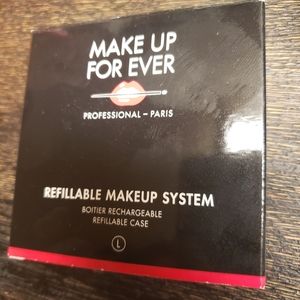 MAKE UP
FOR EVER
PROFESSIONAL – PARIS
REFILLABLE MAKEUP SYSTEM
BOITIER RECHARGEABLE
REFILLABLE CASE
L